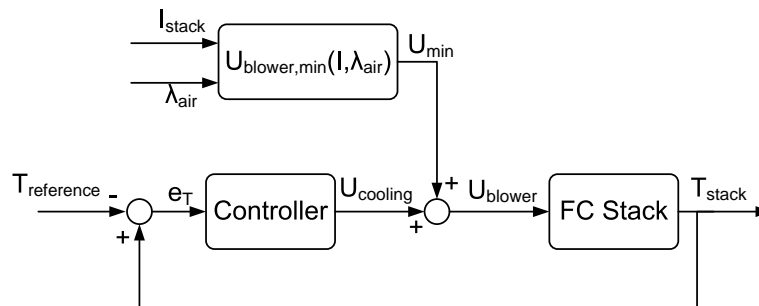 I_stack
U_blower,min(I,λ_air)
U_min
λ_air
T_reference
-
+
e_T
Controller
U_cooling
+
+
U_blower
FC Stack
T_stack